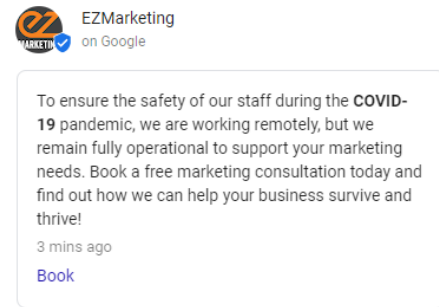 ez
MARKETIN
EZMarketing
on Google
To ensure the safety of our staff during the COVID-
19 pandemic, we are working remotely, but we
remain fully operational to support your marketing
needs. Book a free marketing consultation today and
find out how we can help your business survive and
thrive!
3 mins ago
Book